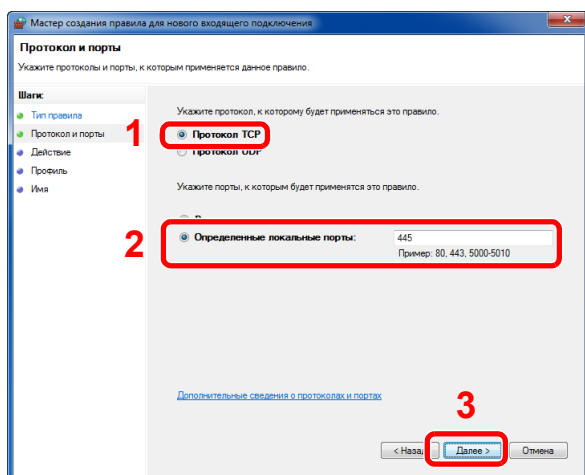 Мастер создания правила для нового входящего подключения
Протокол и порты
Укажите протоколы и порты, к которым применяется данное правило.
Шаги:
Тип правила
Протокол и порты
Действие
Профиль
Имя
Укажите протокол, к которому будет применяться это правило.
1
Протокол TCP
Протокол UDP
Укажите порты, к которым будет применятся это правило.
2
Определенные локальные порты:
445
Пример: 80, 443, 5000-5010
Дополнительные сведения о протоколах и портах
3
< Наза
Далее >
Отмена